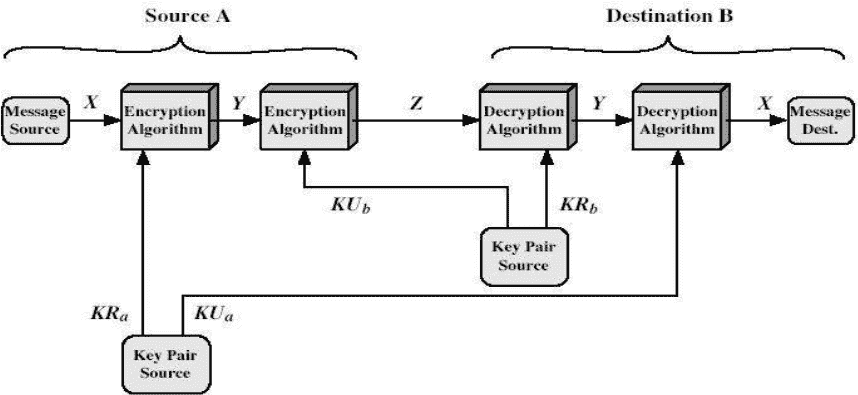 Source A
Destination B
Message
Source
X
Encryption
Algorithm
Y
Encryption
Algorithm
Z
Decryption
Algorithm
Y
Decryption
Algorithm
X
Message
Dest.
KUb
KRb
Key Pair
Source
KRa
KUa
Key Pair
Source